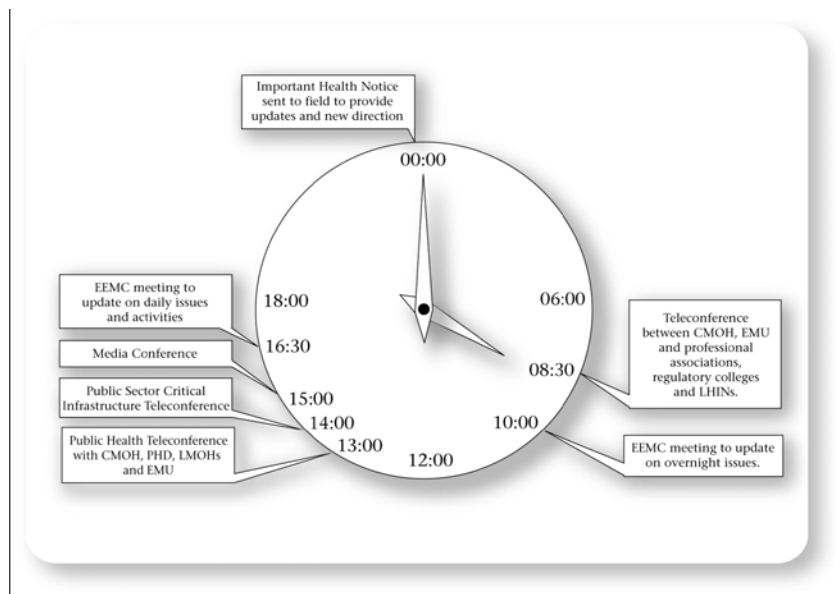 Important Health Notice
sent to field to provide
updates and new direction
00:00
EEMC meeting to
update on daily issues
and activities
18:00
06:00
Teleconference
between CMOH, EMU
and professional
associations,
regulatory colleges
and LHINs.
16:30
Media Conference
08:30
15:00
Public Sector Critical
Infrastructure Teleconference
14:00
10:00
Public Health Teleconference
with CMOH, PHD, LMOHs
and EMU
13:00
12:00
EEMC meeting to update
on overnight issues.